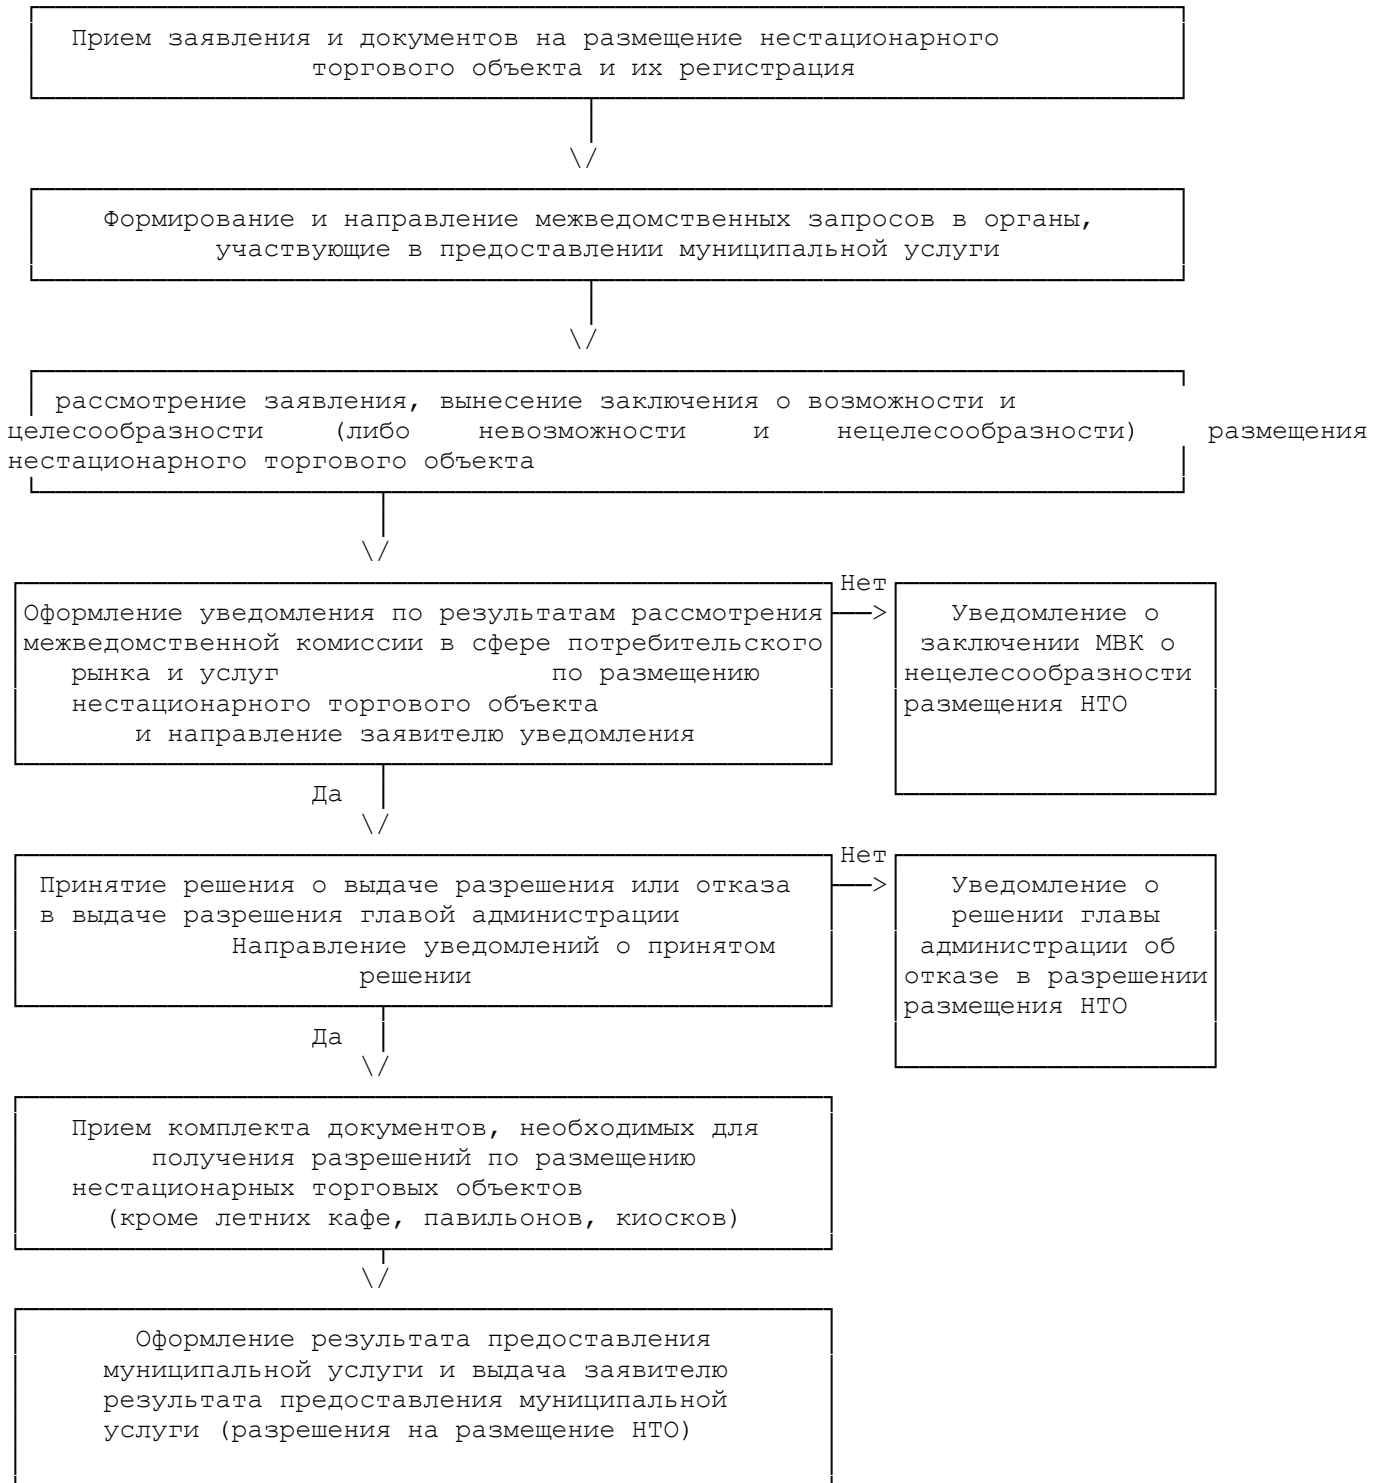 Прием заявления и документов на размещение нестационарного
торгового объекта и их регистрация
\/
Формирование и направление межведомственных запросов в органы,
участвующие в предоставлении муниципальной услуги
\/
рассмотрение заявления, вынесение заключения о возможности и
целесообразности (либо невозможности и нецелесообразности) размещения
нестационарного торгового объекта
\/
Оформление уведомления по результатам рассмотрения
межведомственной комиссии в сфере потребительского
рынка и услуг по размещению
нестационарного торгового объекта
и направление заявителю уведомления
Нет
—>
Уведомление о
заключении МВК о
нецелесообразности
размещения НТО
Да
\/
Принятие решения о выдаче разрешения или отказа
в выдаче разрешения главой администрации
Направление уведомлений о принятом
решении
Нет
—>
Уведомление о
решении главы
администрации об
отказе в разрешении
размещения НТО
Да
\/
Прием комплекта документов, необходимых для
получения разрешений по размещению
нестационарных торговых объектов
(кроме летних кафе, павильонов, киосков)
\/
Оформление результата предоставления
муниципальной услуги и выдача заявителю
результата предоставления муниципальной
услуги (разрешения на размещение НТО)